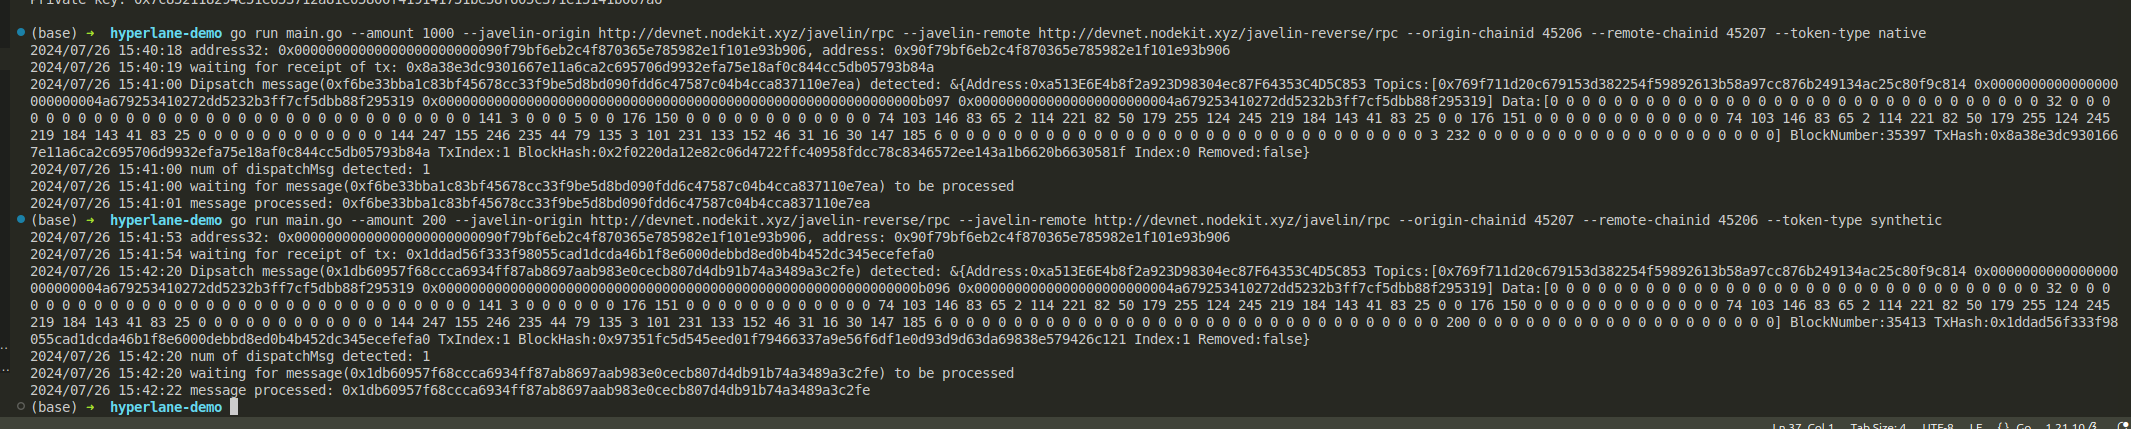 (base) → hyperlane-demo go run main.go --amount 1000 --javelin-origin http://devnet.nodekit.xyz/javelin/rpc --javelin-remote http://devnet.nodekit.xyz/javelin-reverse/rpc --origin-chainid 45206 --remote-chainid 45207 --token-type native
2024/07/26 15:40:18 address32: 0x00000000000000000000000090f79bf6eb2c4f870365e785982e1f101e93b906, address: 0x90f79bf6eb2c4f870365e785982e1f101e93b906
2024/07/26 15:40:19 waiting for receipt of tx: 0x8a38e3dc9301667e11a6ca2c695706d9932efa75e18af0c844cc5db05793b84a
2024/07/26 15:41:00 Dipsatch message(0xf6be33bba1c83bf45678cc33f9be5d8bd090fdd6c47587c04b4cca837110e7ea) detected: &{Address:0xa513E6E4b8f2a923D98304ec87F64353C4D5C853 Topics:[0x769f711d20c679153d382254f59892613b58a97cc876b249134ac25c80f9c814 0x0000000000000000
000000004a679253410272dd5232b3ff7cf5dbb88f295319 0x000000000000000000000000000000000000000000000000000000000000b097 0x0000000000000000000000004a679253410272dd5232b3ff7cf5dbb88f295319] Data:[0 0 0 0 0 0 0 0 0 0 0 0 0 0 0 0 0 0 0 0 0 0 0 0 0 0 0 0 0 0 0 32 0 0 0
0 0 0 0 0 0 0 0 0 0 0 0 0 0 0 0 0 0 0 0 0 0 0 0 0 0 0 0 141 3 0 0 0 5 0 0 176 150 0 0 0 0 0 0 0 0 0 0 0 0 74 103 146 83 65 2 114 221 82 50 179 255 124 245 219 184 143 41 83 25 0 0 176 151 0 0 0 0 0 0 0 0 0 0 0 0 74 103 146 83 65 2 114 221 82 50 179 255 124 245
219 184 143 41 83 25 0 0 0 0 0 0 0 0 0 0 0 0 144 247 155 246 235 44 79 135 3 101 231 133 152 46 31 16 30 147 185 6 0 0 0 0 0 0 0 0 0 0 0 0 0 0 0 0 0 0 0 0 0 0 0 0 0 0 0 0 0 0 3 232 0 0 0 0 0 0 0 0 0 0 0 0 0 0 0 0 0 0 0] BlockNumber:35397 TxHash:0x8a38e3dc930166
7e11a6ca2c695706d9932efa75e18af0c844cc5db05793b84a TxIndex:1 BlockHash:0x2f0220da12e82c06d4722ffc40958fdcc78c8346572ee143a1b6620b6630581f Index:0 Removed:false}
2024/07/26 15:41:00 num of dispatchMsg detected: 1
2024/07/26 15:41:00 waiting for message(0xf6be33bba1c83bf45678cc33f9be5d8bd090fdd6c47587c04b4cca837110e7ea) to be processed
2024/07/26 15:41:01 message processed: 0xf6be33bba1c83bf45678cc33f9be5d8bd090fdd6c47587c04b4cca837110e7ea
(base) → hyperlane-demo go run main.go --amount 200 --javelin-origin http://devnet.nodekit.xyz/javelin-reverse/rpc --javelin-remote http://devnet.nodekit.xyz/javelin/rpc --origin-chainid 45207 --remote-chainid 45206 --token-type synthetic
2024/07/26 15:41:53 address32: 0x00000000000000000000000090f79bf6eb2c4f870365e785982e1f101e93b906, address: 0x90f79bf6eb2c4f870365e785982e1f101e93b906
2024/07/26 15:41:54 waiting for receipt of tx: 0x1ddad56f333f98055cad1dcda46b1f8e6000debbd8ed0b4b452dc345ecefefa0
2024/07/26 15:42:20 Dipsatch message(0x1db60957f68ccca6934ff87ab8697aab983e0cecb807d4db91b74a3489a3c2fe) detected: &{Address:0xa513E6E4b8f2a923D98304ec87F64353C4D5C853 Topics:[0x769f711d20c679153d382254f59892613b58a97cc876b249134ac25c80f9c814 0x0000000000000000
000000004a679253410272dd5232b3ff7cf5dbb88f295319 0x000000000000000000000000000000000000000000000000000000000000b096 0x0000000000000000000000004a679253410272dd5232b3ff7cf5dbb88f295319] Data:[0 0 0 0 0 0 0 0 0 0 0 0 0 0 0 0 0 0 0 0 0 0 0 0 0 0 0 0 0 0 0 32 0 0 0
0 0 0 0 0 0 0 0 0 0 0 0 0 0 0 0 0 0 0 0 0 0 0 0 0 0 0 0 141 3 0 0 0 0 0 0 176 151 0 0 0 0 0 0 0 0 0 0 0 0 74 103 146 83 65 2 114 221 82 50 179 255 124 245 219 184 143 41 83 25 0 0 176 150 0 0 0 0 0 0 0 0 0 0 0 0 74 103 146 83 65 2 114 221 82 50 179 255 124 245
219 184 143 41 83 25 0 0 0 0 0 0 0 0 0 0 0 0 144 247 155 246 235 44 79 135 3 101 231 133 152 46 31 16 30 147 185 6 0 0 0 0 0 0 0 0 0 0 0 0 0 0 0 0 0 0 0 0 0 0 0 0 0 0 0 0 0 0 0 200 0 0 0 0 0 0 0 0 0 0 0 0 0 0 0 0 0 0 0] BlockNumber:35413 TxHash:0x1ddad56f333f98
055cad1dcda46b1f8e6000debbd8ed0b4b452dc345ecefefa0 TxIndex:1 BlockHash:0x97351fc5d545eed01f79466337a9e56f6df1e0d93d9d63da69838e579426c121 Index:1 Removed:false}
2024/07/26 15:42:20 num of dispatchMsg detected: 1
2024/07/26 15:42:20 waiting for message(0x1db60957f68ccca6934ff87ab8697aab983e0cecb807d4db91b74a3489a3c2fe) to be processed
2024/07/26 15:42:22 message processed: 0x1db60957f68ccca6934ff87ab8697aab983e0cecb807d4db91b74a3489a3c2fe
(base) → hyperlane-demo
Ln 37, Col 1 Tab Size: 4 UTF-8 LF {} Go 1.21.10